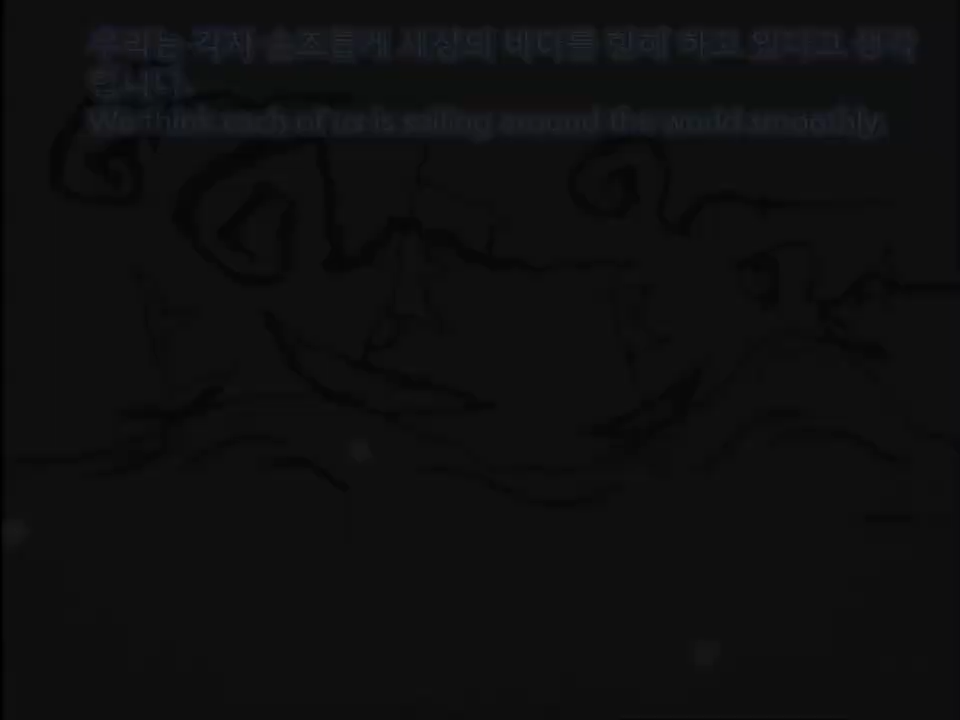 우리는 각자 순조롭게 세상의 바다를 항해 하고 있다고 생각
합니다.
We think each of us is sailing around the world smoothly.